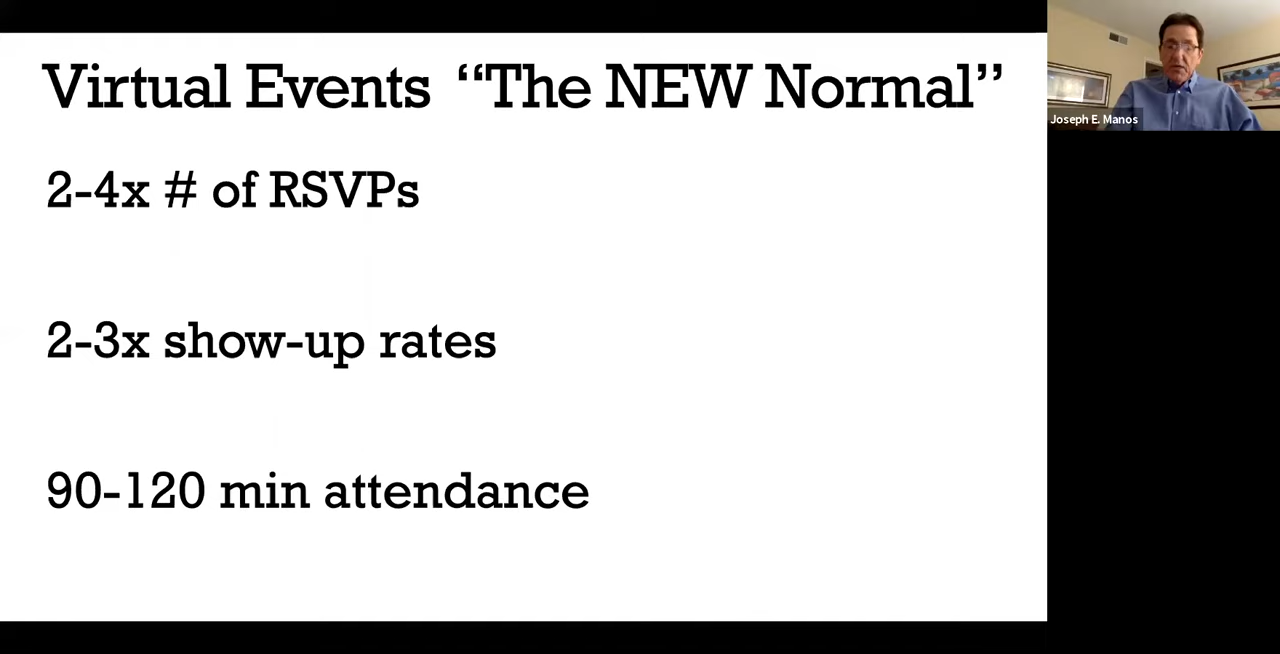 Virtual Events “The NEW Normal”
2-4x # of RSVPs
2-3x show-up rates
90-120 min attendance
Joseph E. Manos